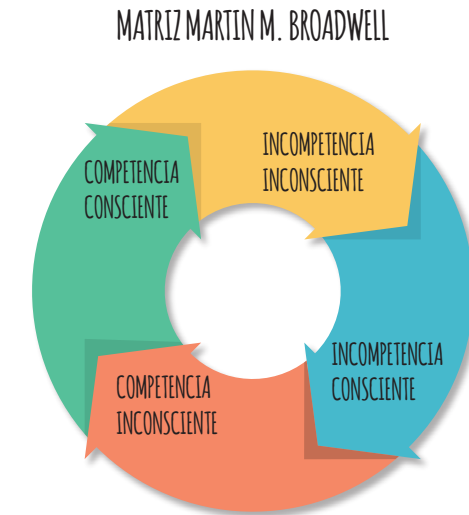 MATRIZ MARTIN M. BROADWELL
INCOMPETENCIA
INCONSCIENTE
COMPETENCIA
CONSCIENTE
INCOMPETENCIA
CONSCIENTE
COMPETENCIA
INCONSCIENTE